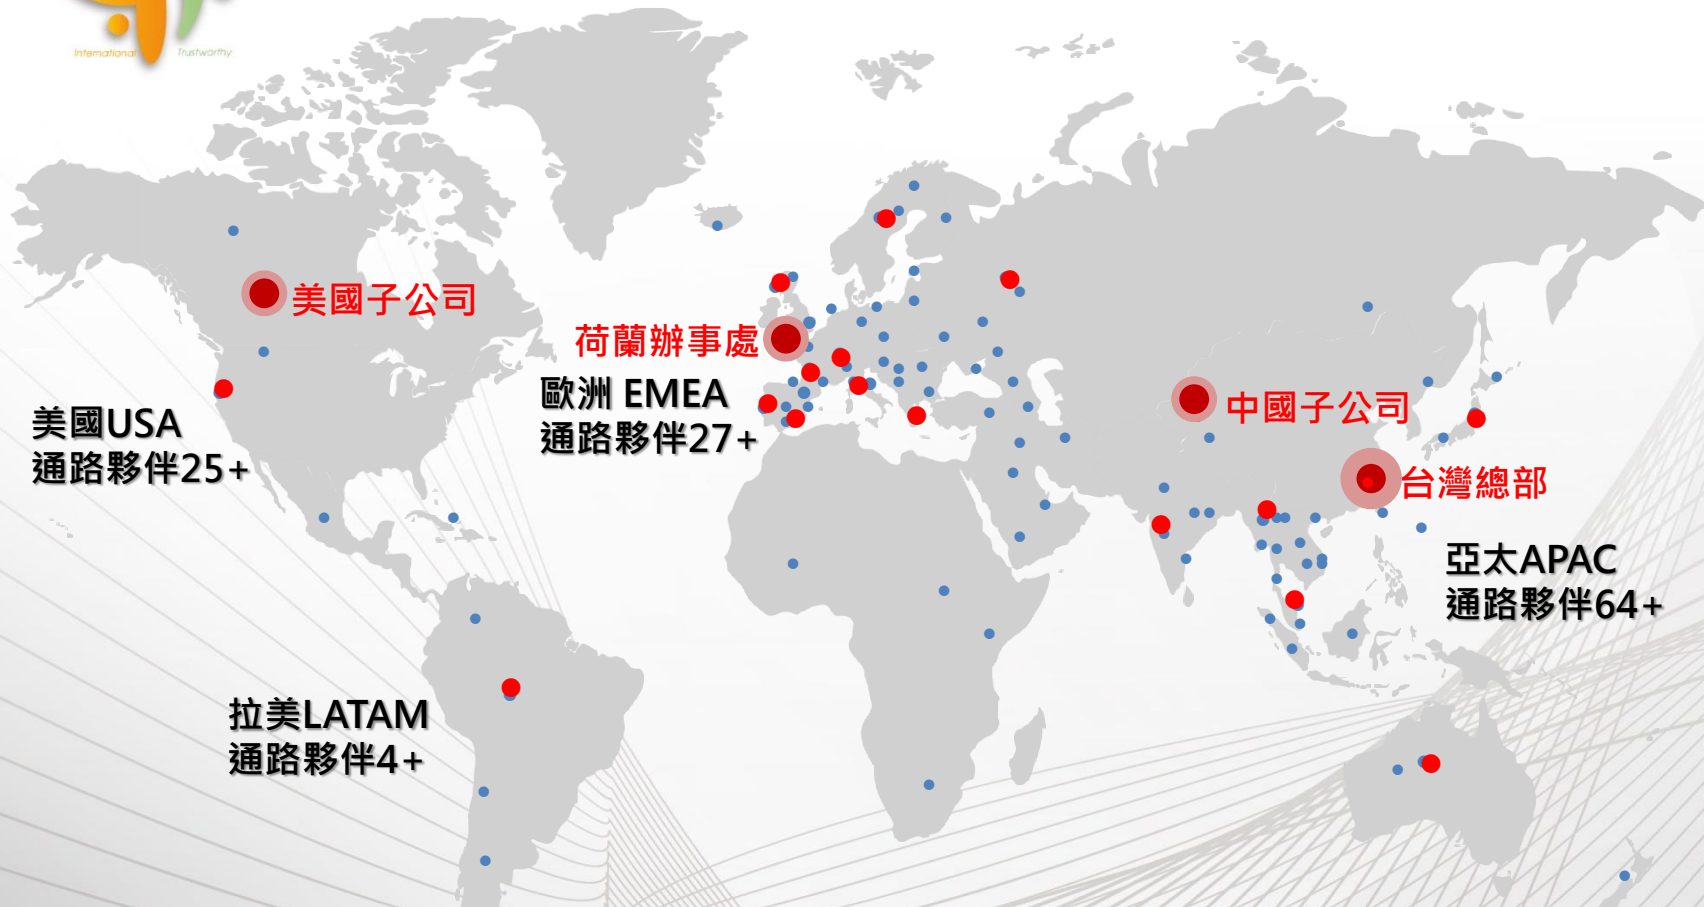 International
Trustworthy
美國子公司
荷蘭辦事處
歐洲 EMEA
通路夥伴27+
美國USA
通路夥伴25+
中國子公司
台灣總部
亞太APAC
通路夥伴64+
拉美LATAM
通路夥伴4+